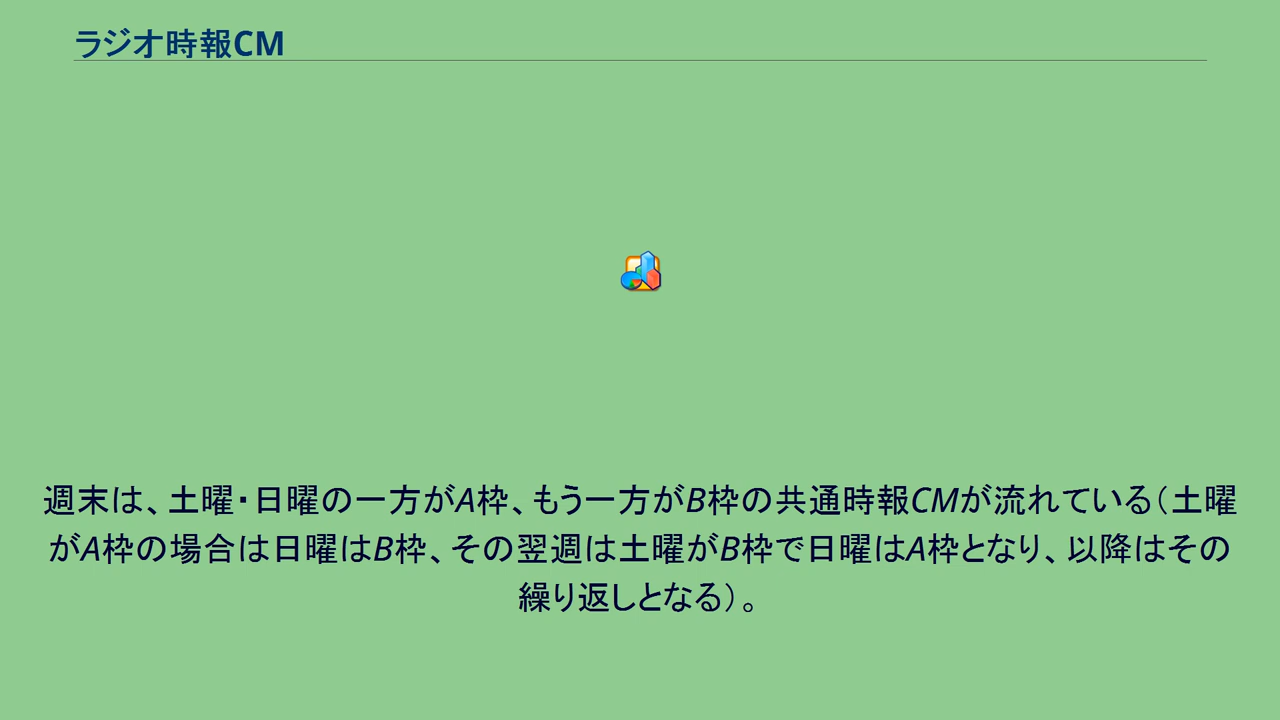 ラジオ時報CM
週末は、土曜・日曜の一方がA枠、もう一方がB枠の共通時報CMが流れている（土曜
がA枠の場合は日曜はB枠、その翌週は土曜がB枠で日曜はA枠となり、以降はその
繰り返しとなる）。